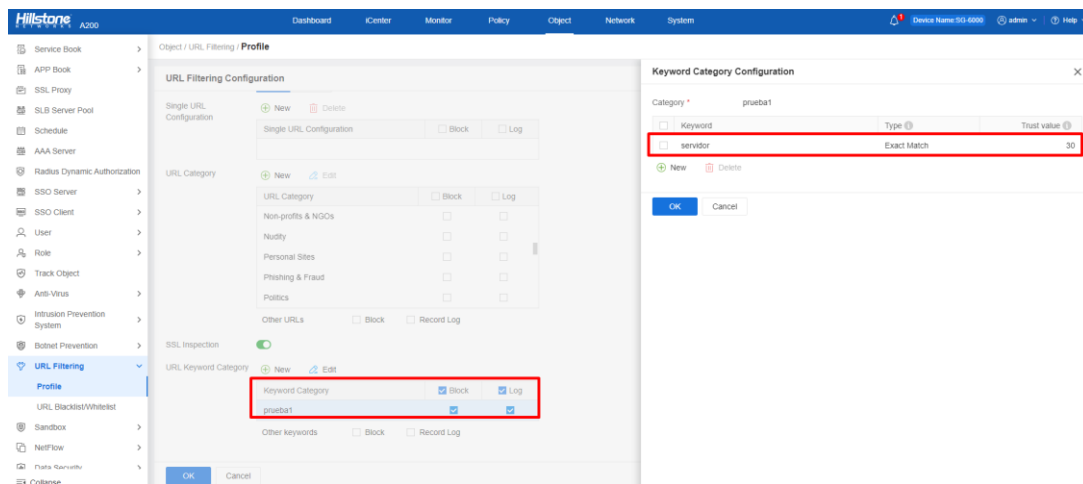 Hillstone NETWORKS A200
Dashboard iCenter Monitor Policy Object Network System
1 Device Name:SG-6000 admin Help
Service Book
APP Book
SSL Proxy
SLB Server Pool
Schedule
AAA Server
Radius Dynamic Authorization
SSO Server
SSO Client
User
Role
Track Object
Anti-Virus
Intrusion Prevention
System
Botnet Prevention
URL Filtering
Profile
URL Blacklist/Whitelist
Sandbox
NetFlow
Data Security
Collapse
Object / URL Filtering / Profile
URL Filtering Configuration
Single URL
Configuration
New Delete
Single URL Configuration Block Log
URL Category New Edit
URL Category Block Log
Non-profits & NGOs
Nudity
Personal Sites
Phishing & Fraud
Politics
Other URLs Block Record Log
SSL Inspection
URL Keyword Category New Edit
Keyword Category Block Log
prueba1
Other keywords Block Record Log
OK Cancel
Keyword Category Configuration
Category * prueba1
Keyword Type Trust value
servidor Exact Match 30
New Delete
OK Cancel